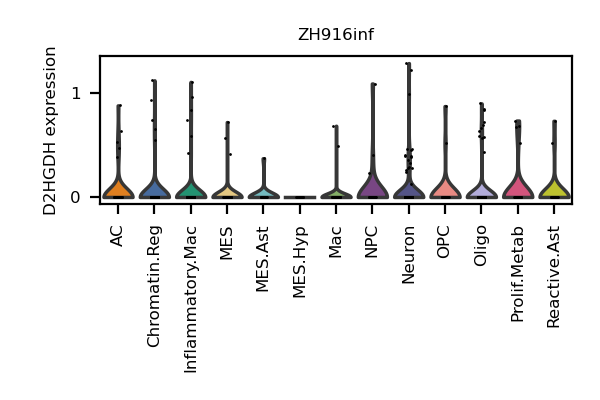 ZH916inf
D2HGDH expression
1
0
AC
Chromatin.Reg
Inflammatory.Mac
MES
MES.Ast
MES.Hyp
Mac
NPC
Neuron
OPC
Oligo
Prolif.Metab
Reactive.Ast